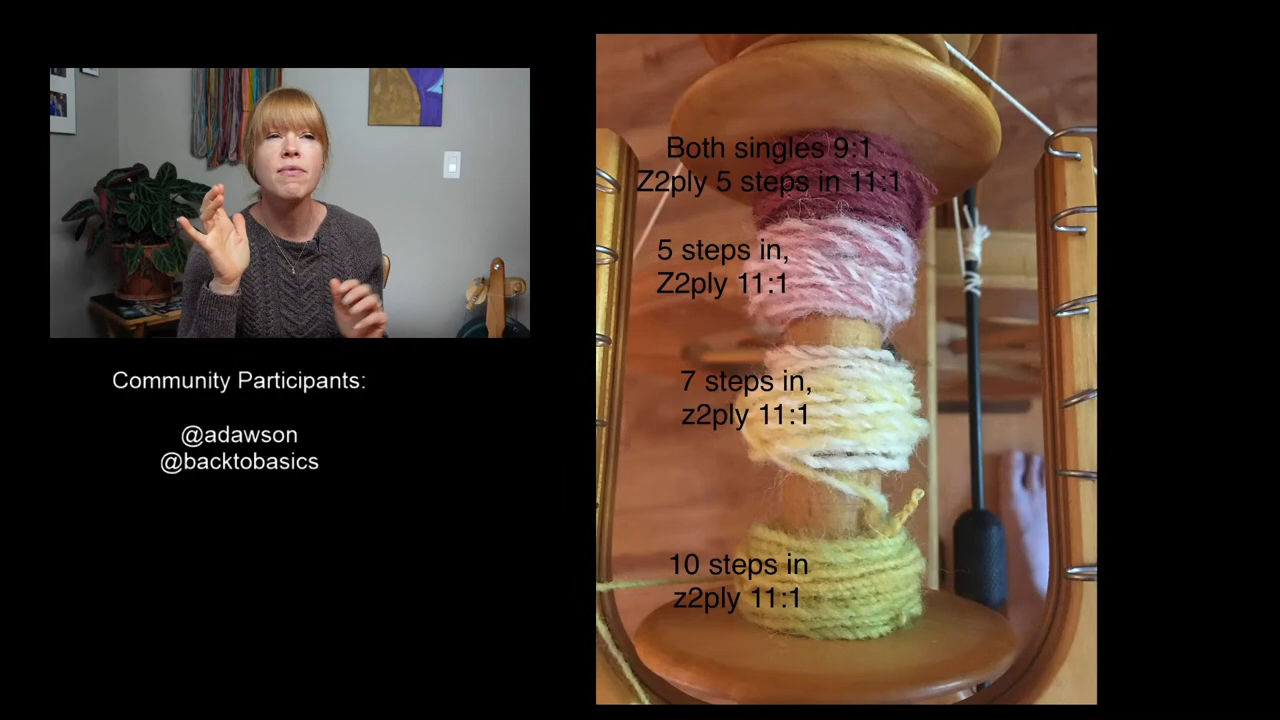 Community Participants:
@adawson
@backtobasics
Both singles 9:1
Z2ply 5 steps in 11:1
5 steps in,
Z2ply 11:1
7 steps in,
z2ply 11:1
10 steps in
z2ply 11:1